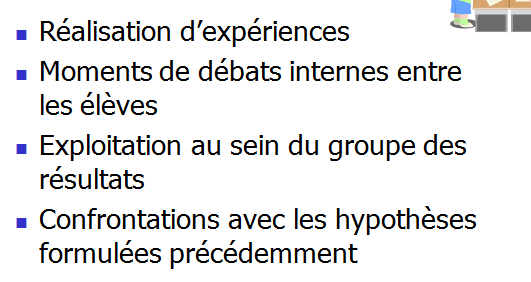 Réalisation d’expériences
Moments de débats internes entre
les élèves
Exploitation au sein du groupe des
résultats
Confrontations avec les hypothèses
formulées précédemment